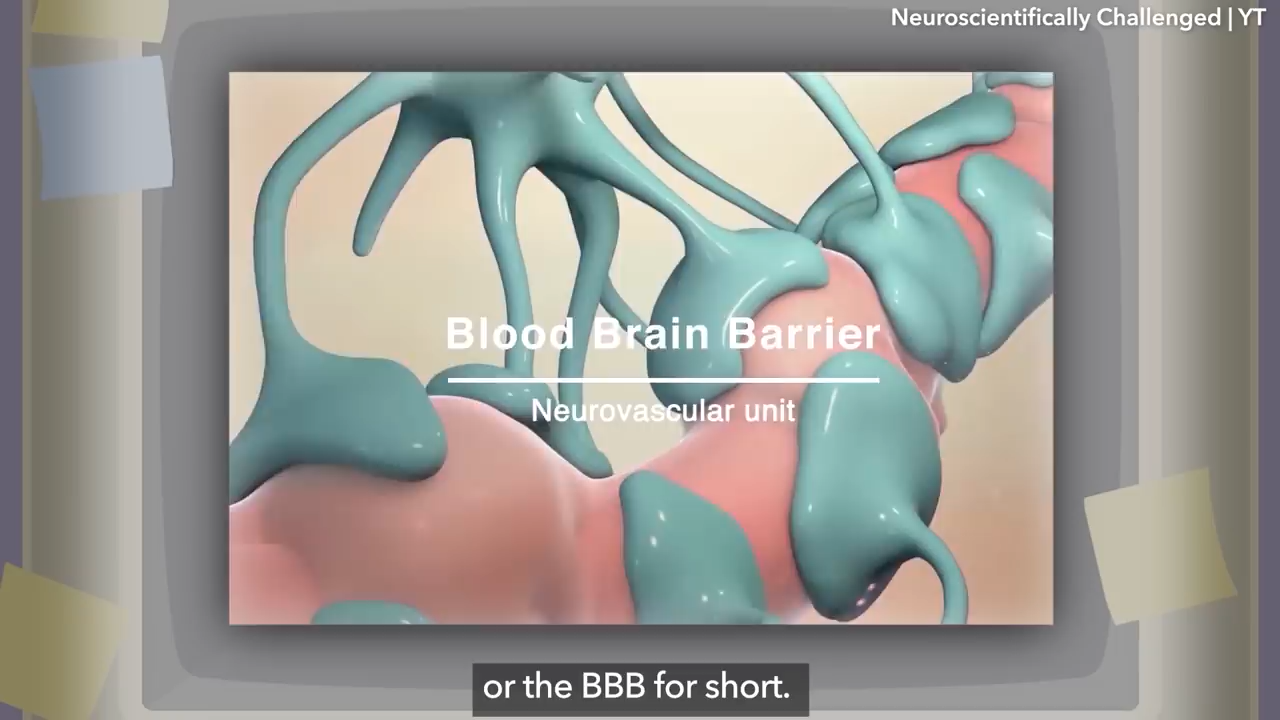 Neuroscientifically Challenged | YT
Blood Brain Barrier
Neurovascular unit
or the BBB for short.